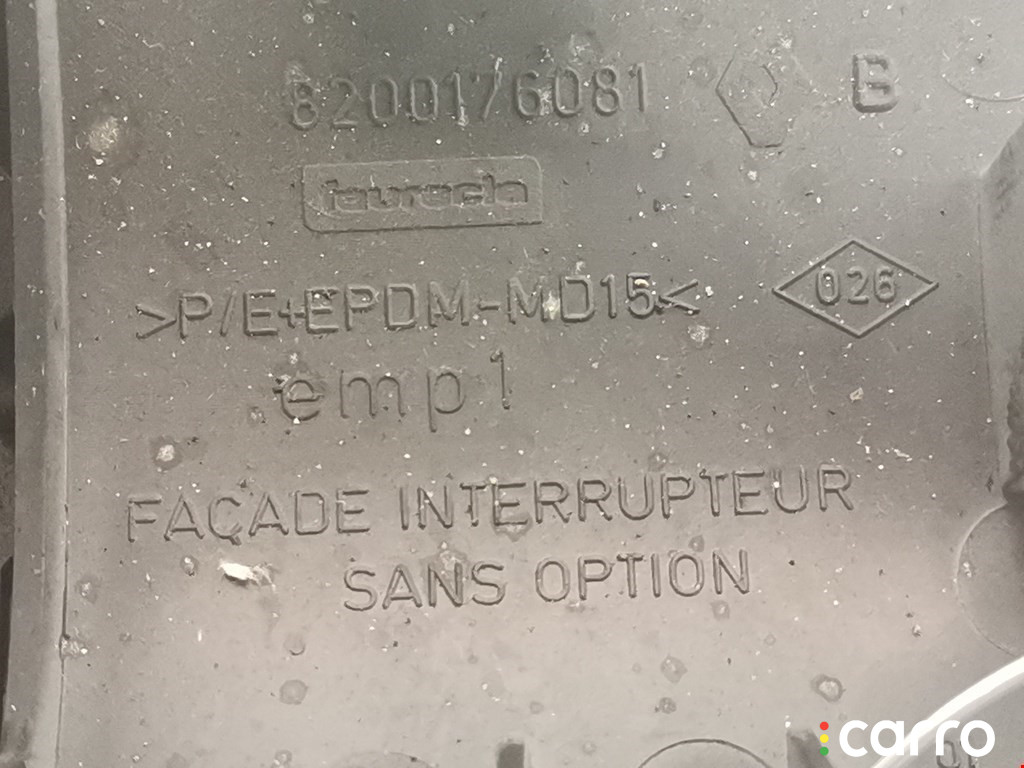 8200176081 B
faurecia
>P/E+EPDM-MD15<
026
emp1
FAÇADE INTERRUPTEUR
SANS OPTION
carro